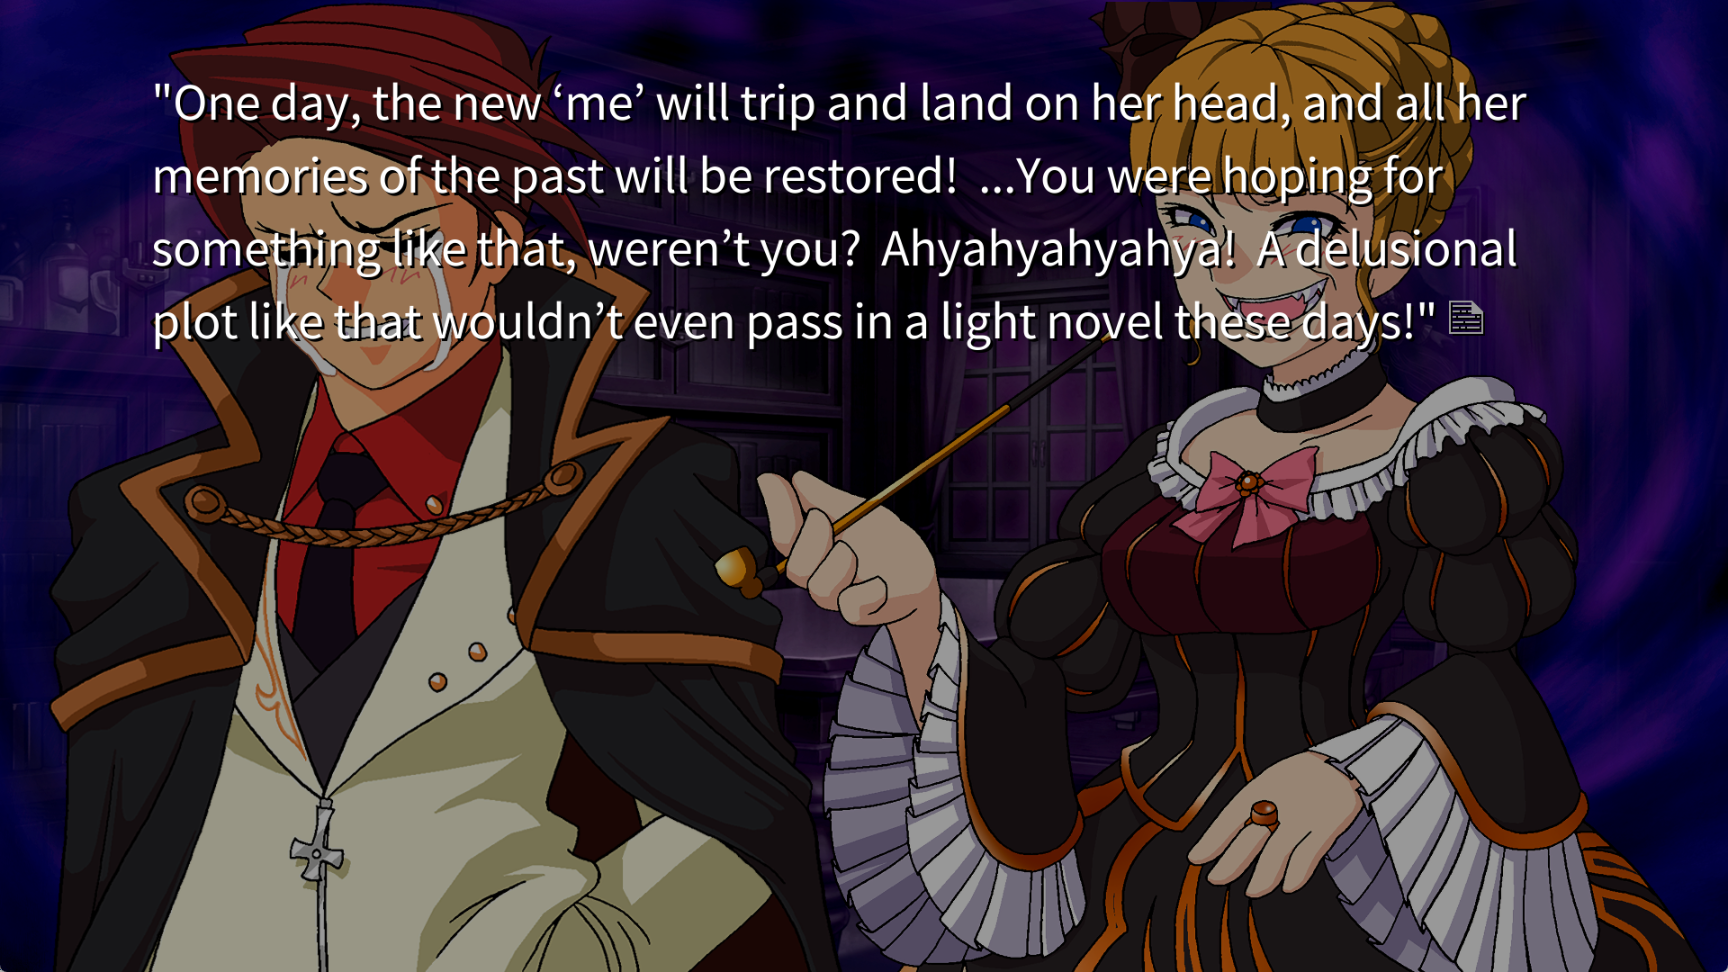 "One day, the new ‘me’ will trip and land on her head, and all her
memories of the past will be restored!  ...You were hoping for
something like that, weren’t you?  Ahyahyahyahya!  A delusional
plot like that wouldn’t even pass in a light novel these days!"